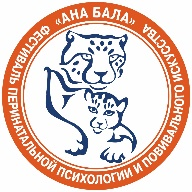 ФЕСТИВАЛЬ ПЕРИНАТАЛЬНОЙ ПСИХОЛОГИИ И ПОВИВАЛЬНОГО ИСКУССТВА
«АНА БАЛА»